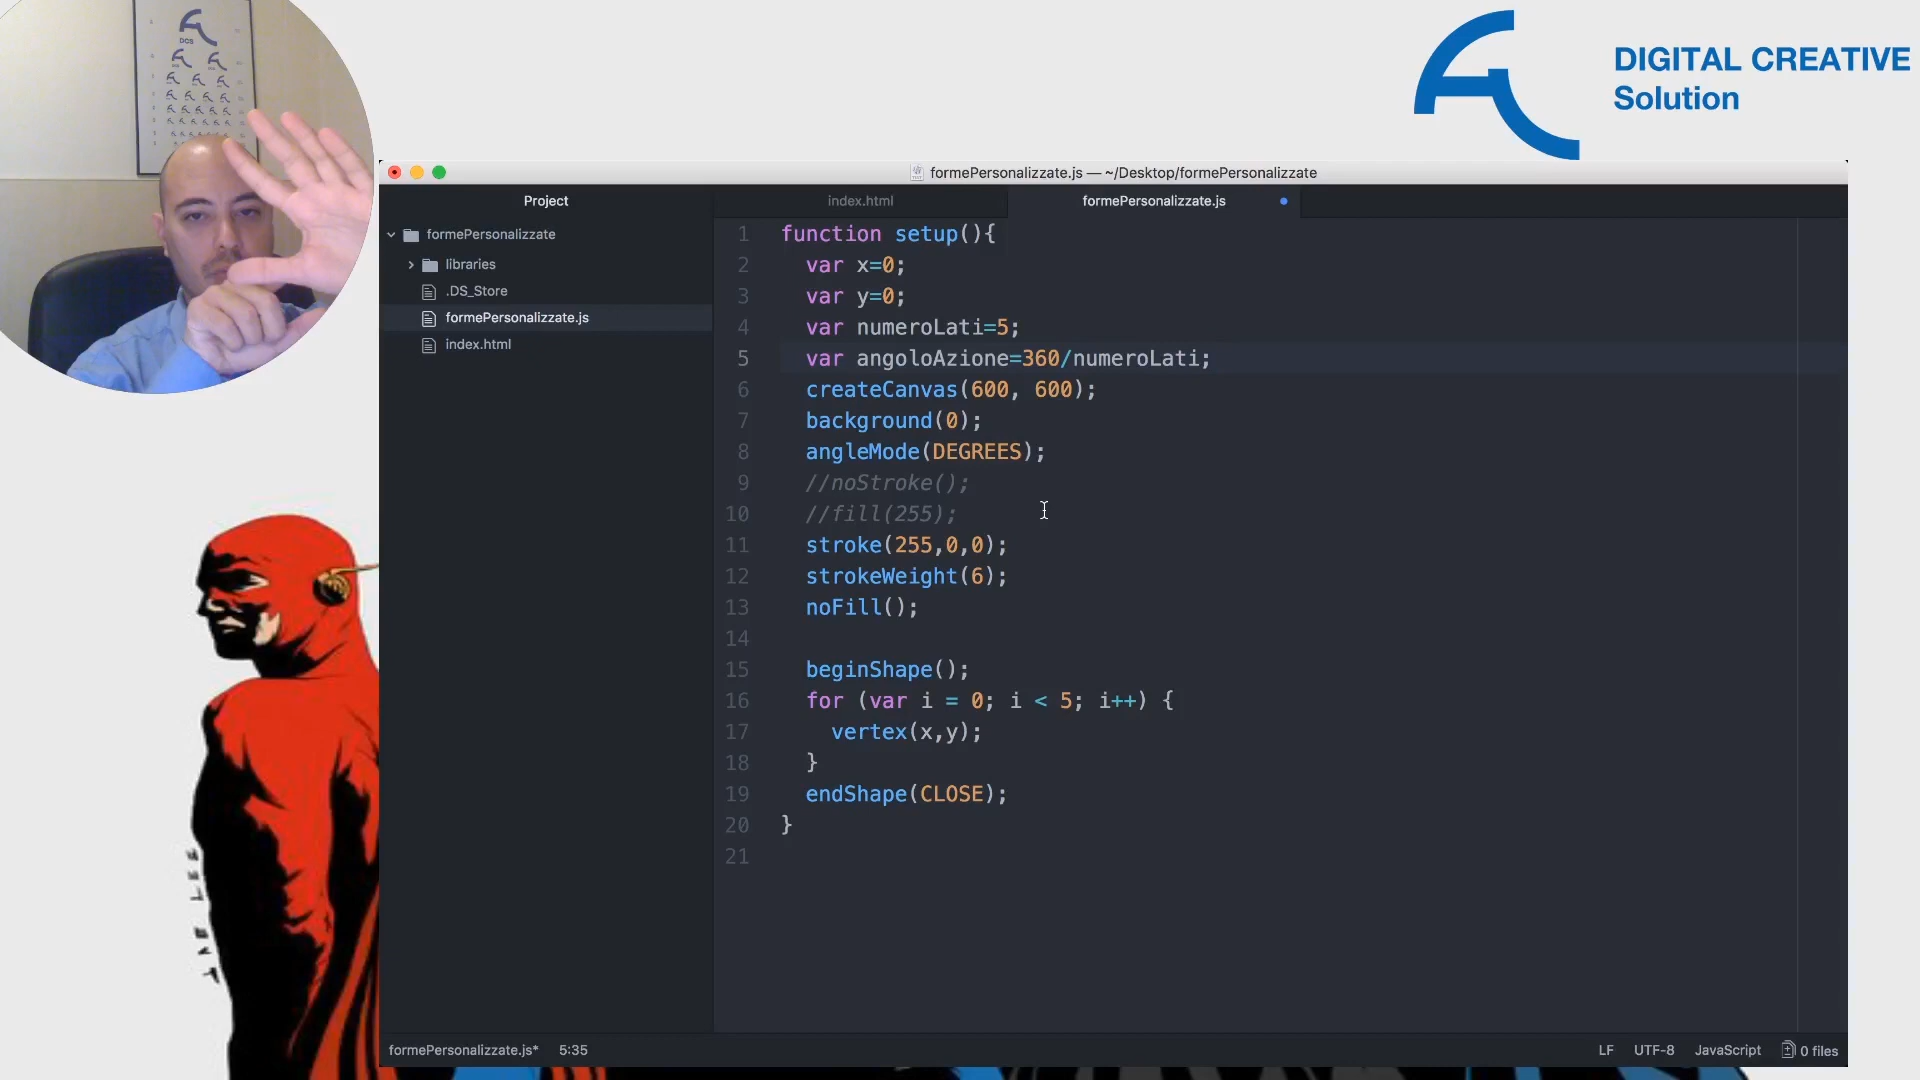 DCS
DIGITAL CREATIVE
Solution
formePersonalizzate.js — ~/Desktop/formePersonalizzate
Project
index.html
formePersonalizzate.js
formePersonalizzate
libraries
.DS_Store
formePersonalizzate.js
index.html
1 function setup(){
2 var x=0;
3 var y=0;
4 var numeroLati=5;
5 var angoloAzione=360/numeroLati;
6 createCanvas(600, 600);
7 background(0);
8 angleMode(DEGREES);
9 //noStroke();
10 //fill(255);
11 stroke(255,0,0);
12 strokeWeight(6);
13 noFill();
14
15 beginShape();
16 for (var i = 0; i < 5; i++) {
17 vertex(x,y);
18 }
19 endShape(CLOSE);
20 }
21
formePersonalizzate.js* 5:35
LF UTF-8 JavaScript 0 files